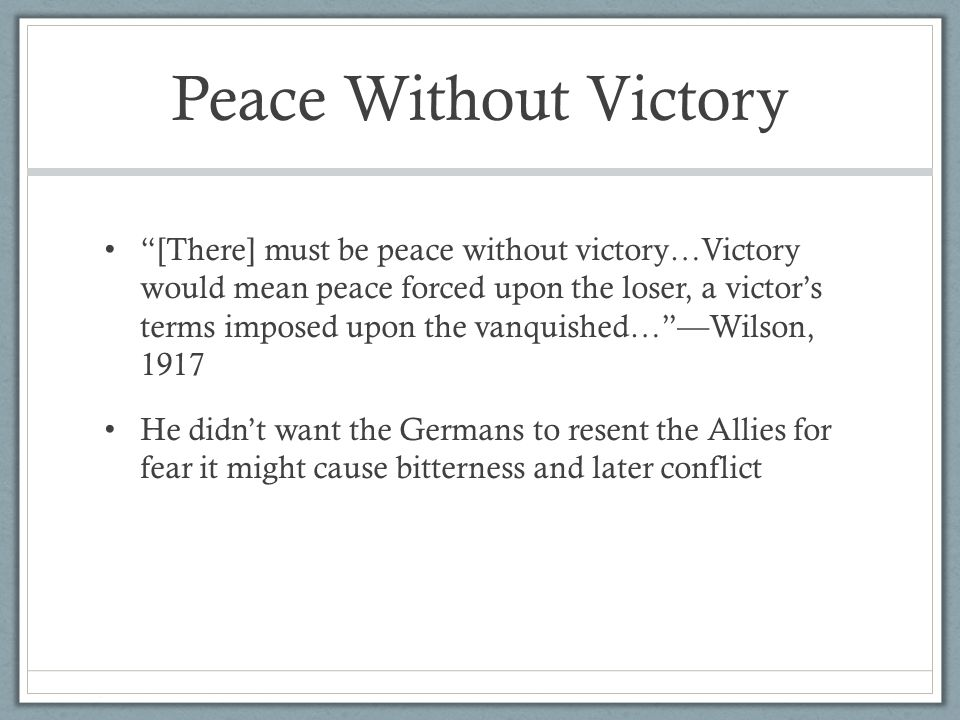 Peace Without Victory
• “[There] must be peace without victory…Victory
would mean peace forced upon the loser, a victor’s
terms imposed upon the vanquished…”—Wilson,
1917
• He didn’t want the Germans to resent the Allies for
fear it might cause bitterness and later conflict